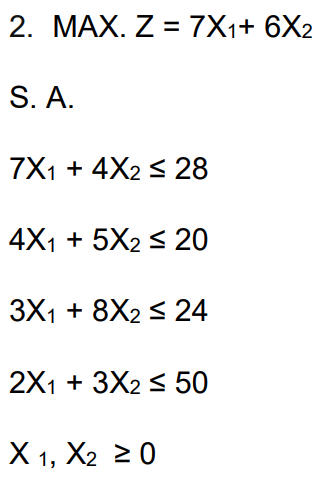 2. MAX. Z = 7X₁+ 6X₂
S. A.
7X₁ + 4X₂ ≤ 28
4X₁ + 5X₂ ≤ 20
3X₁ + 8X₂ ≤ 24
2X₁ + 3X₂ ≤ 50
X ₁, X₂ ≥ 0